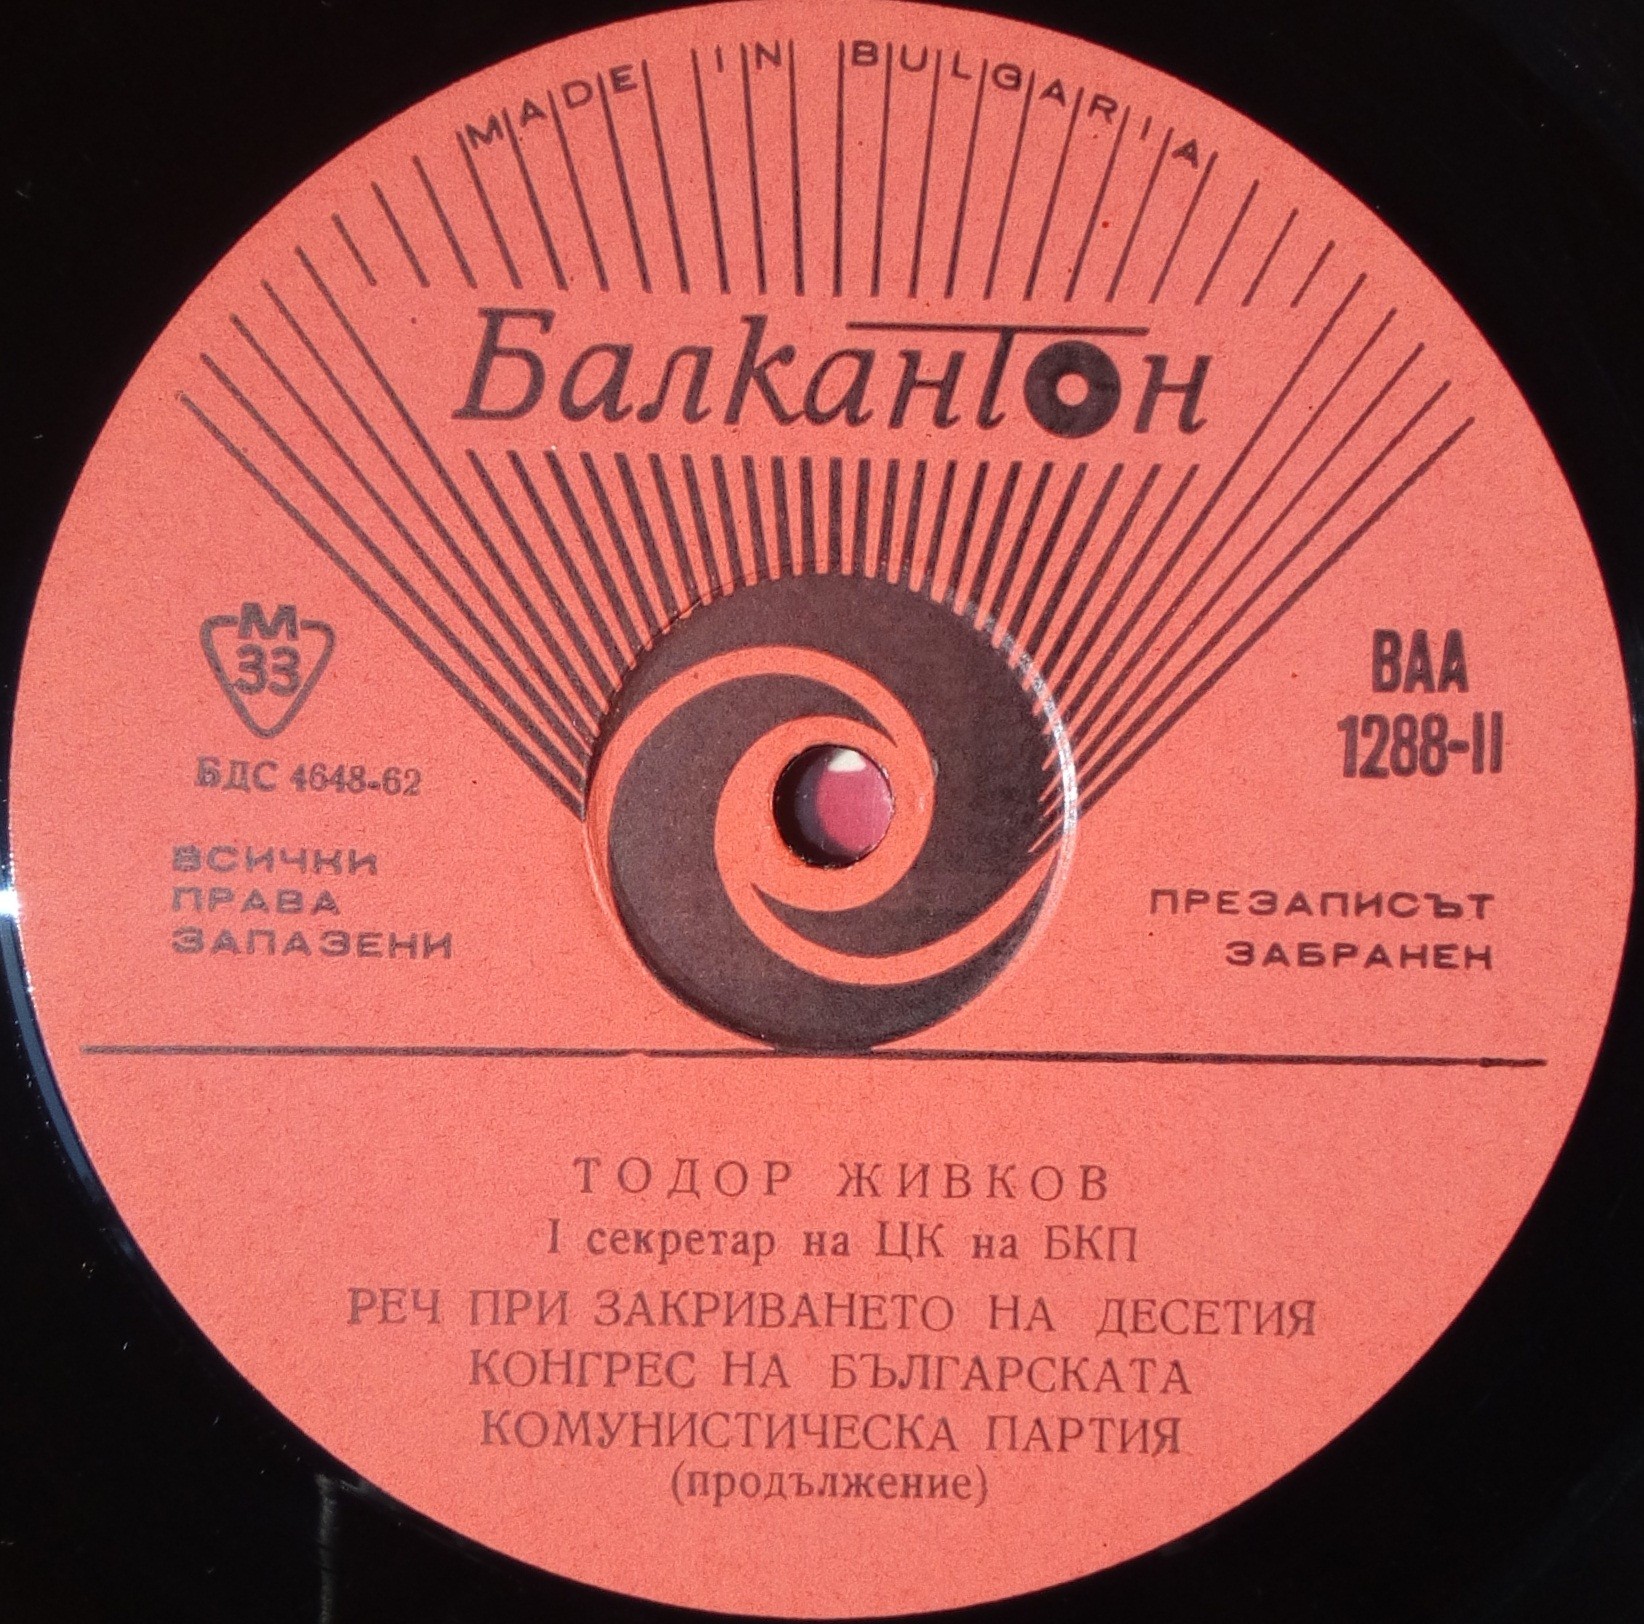 MADE IN BULGARIA
Балкантон
М
33
БДС 4648-62
ВСИЧКИ
ПРАВА
ЗАПАЗЕНИ
ВАА
1288-II
ПРЕЗАПИСЪТ
ЗАБРАНЕН
ТОДОР ЖИВКОВ
I секретар на ЦК на БКП
РЕЧ ПРИ ЗАКРИВАНЕТО НА ДЕСЕТИЯ
КОНГРЕС НА БЪЛГАРСКАТА
КОМУНИСТИЧЕСКА ПАРТИЯ
(продължение)